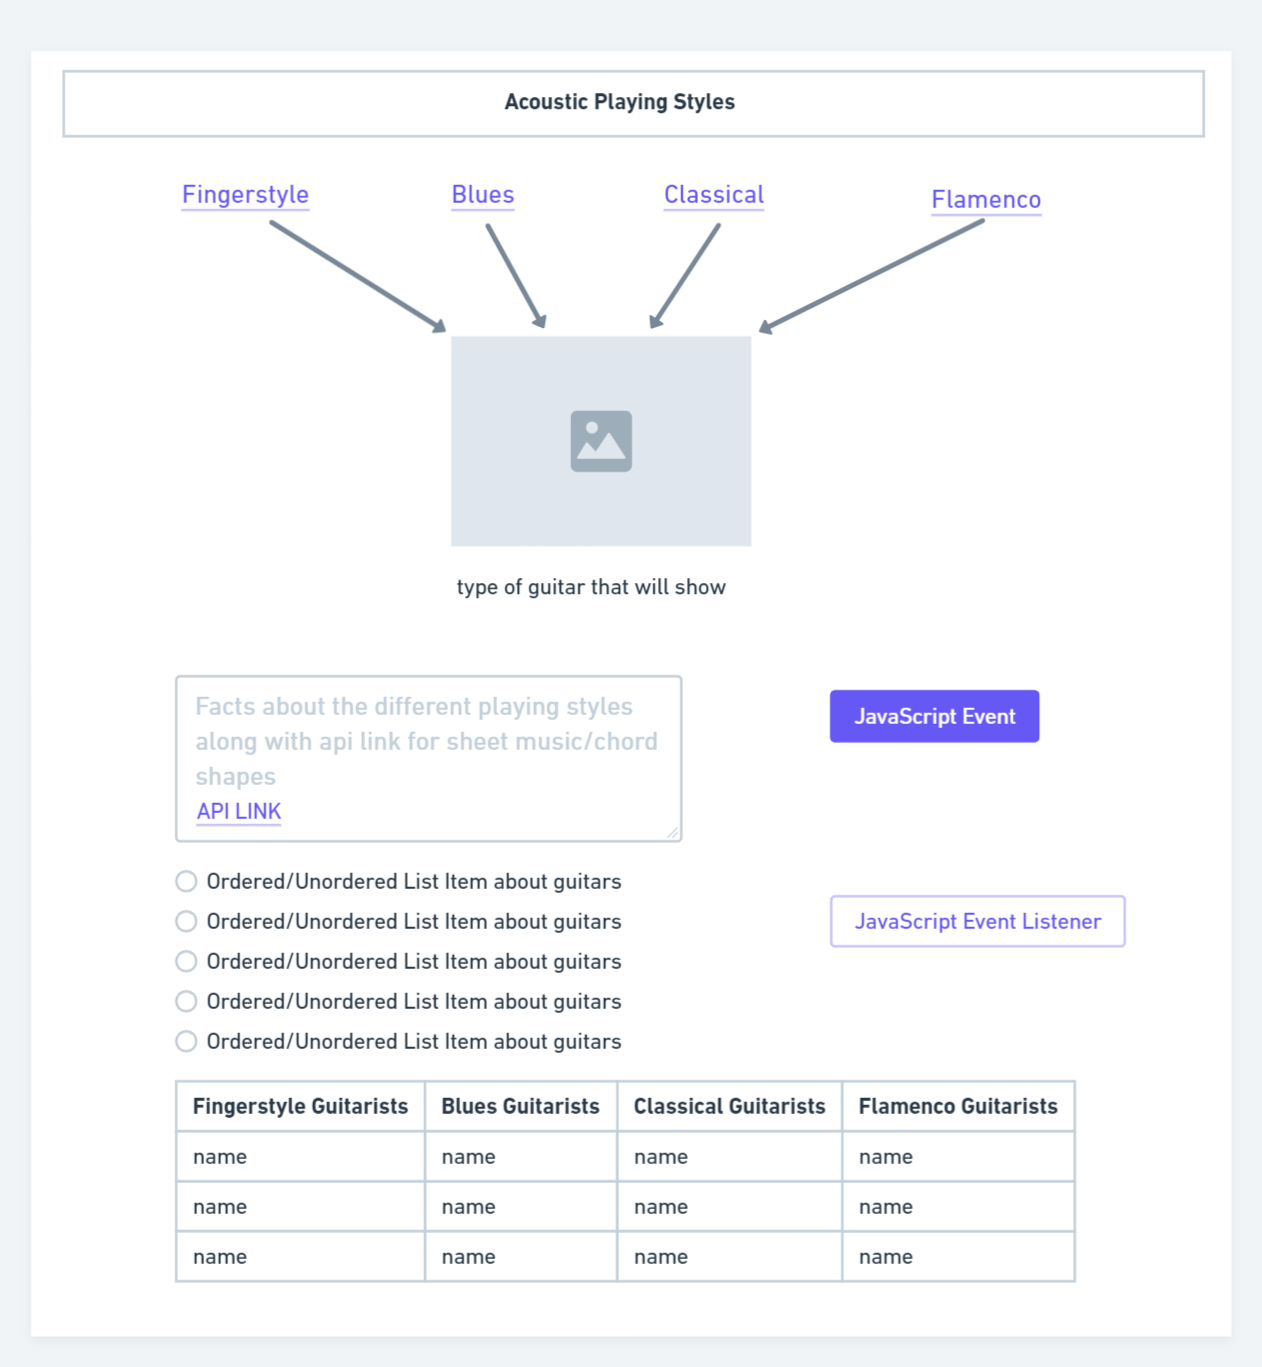 Acoustic Playing Styles
Fingerstyle
Blues
Classical
Flamenco
type of guitar that will show
Facts about the different playing styles
along with api link for sheet music/chord
shapes
API LINK
JavaScript Event
Ordered/Unordered List Item about guitars
Ordered/Unordered List Item about guitars
Ordered/Unordered List Item about guitars
Ordered/Unordered List Item about guitars
Ordered/Unordered List Item about guitars
JavaScript Event Listener
Fingerstyle Guitarists Blues Guitarists Classical Guitarists Flamenco Guitarists
name name name name
name name name name
name name name name